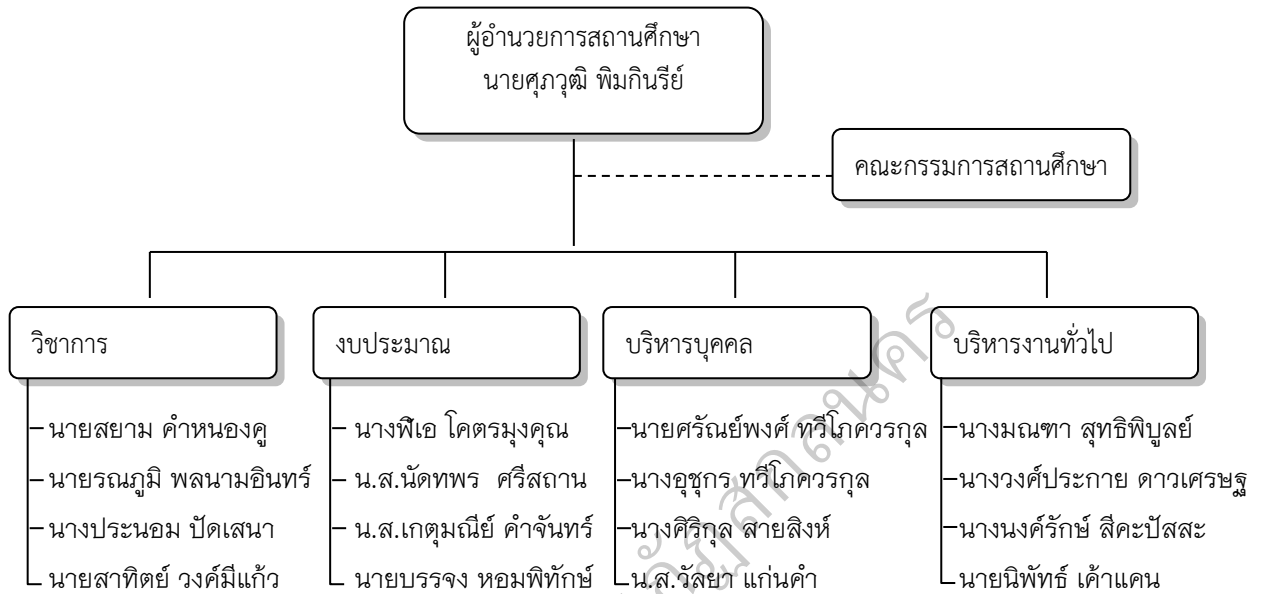 ผู้อำนวยการสถานศึกษา
นายศุภวุฒิ พิมกินรีย์
คณะกรรมการสถานศึกษา
วิชาการ
นายสยาม คำหนองคู
นายรณภูมิ พลนามอินทร์
นางประนอม ปัดเสนา
นายสาทิตย์ วงค์มีแก้ว
งบประมาณ
นางพีเอ โคตรมุงคุณ
น.ส.นัดทพร ศรีสถาน
น.ส.เกตุมณีย์ คำจันทร์
นายบรรจง หอมพิทักษ์
บริหารบุคคล
นายศรัณย์พงศ์ ทวีโภควรกุล
นางอุชุกร ทวีโภควรกุล
นางศิริกุล สายสิงห์
น.ส.วัลยา แก่นคำ
บริหารงานทั่วไป
นางมณฑา สุทธิพิบูลย์
นางวงศ์ประกาย ดาวเศรษฐ
นางนงค์รักษ์ สีคะปัสสะ
นายนิพัทธ์ เค้าแคน